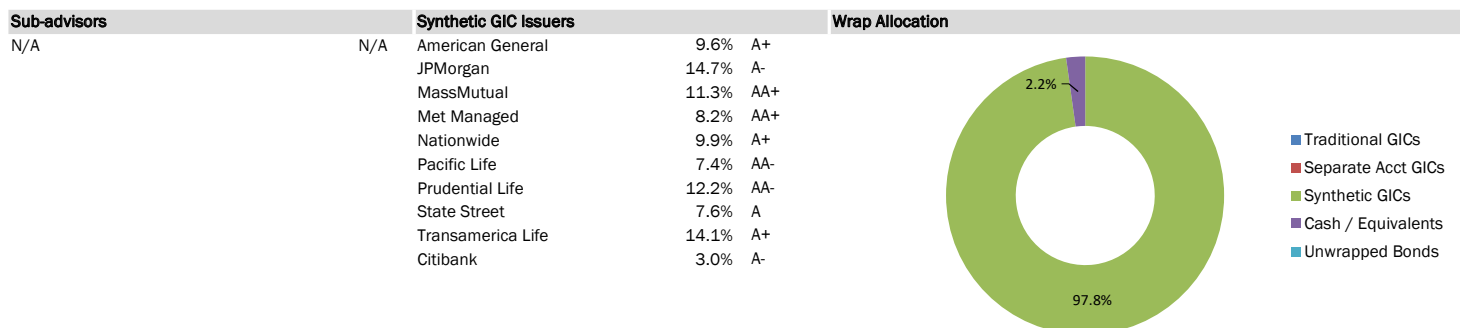 Sub-advisors
N/A N/A
Synthetic GIC Issuers
American General 9.6% A+
JPMorgan 14.7% A-
MassMutual 11.3% AA+
Met Managed 8.2% AA+
Nationwide 9.9% A+
Pacific Life 7.4% AA-
Prudential Life 12.2% AA-
State Street 7.6% A
Transamerica Life 14.1% A+
Citibank 3.0% A-
Wrap Allocation
2.2%
97.8%
Traditional GICs
Separate Acct GICs
Synthetic GICs
Cash / Equivalents
Unwrapped Bonds